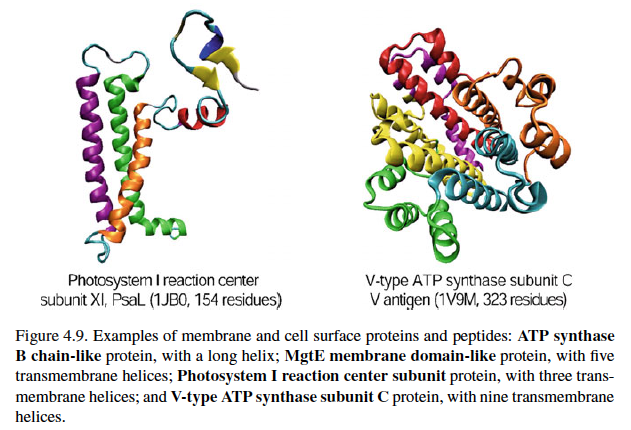 Photosystem I reaction center
subunit XI, PsaL (1JB0, 154 residues)
V-type ATP synthase subunit C
V antigen (1V9M, 323 residues)
Figure 4.9. Examples of membrane and cell surface proteins and peptides: ATP synthase
B chain-like protein, with a long helix; MgtE membrane domain-like protein, with five
transmembrane helices; Photosystem I reaction center subunit protein, with three trans-
membrane helices; and V-type ATP synthase subunit C protein, with nine transmembrane
helices.